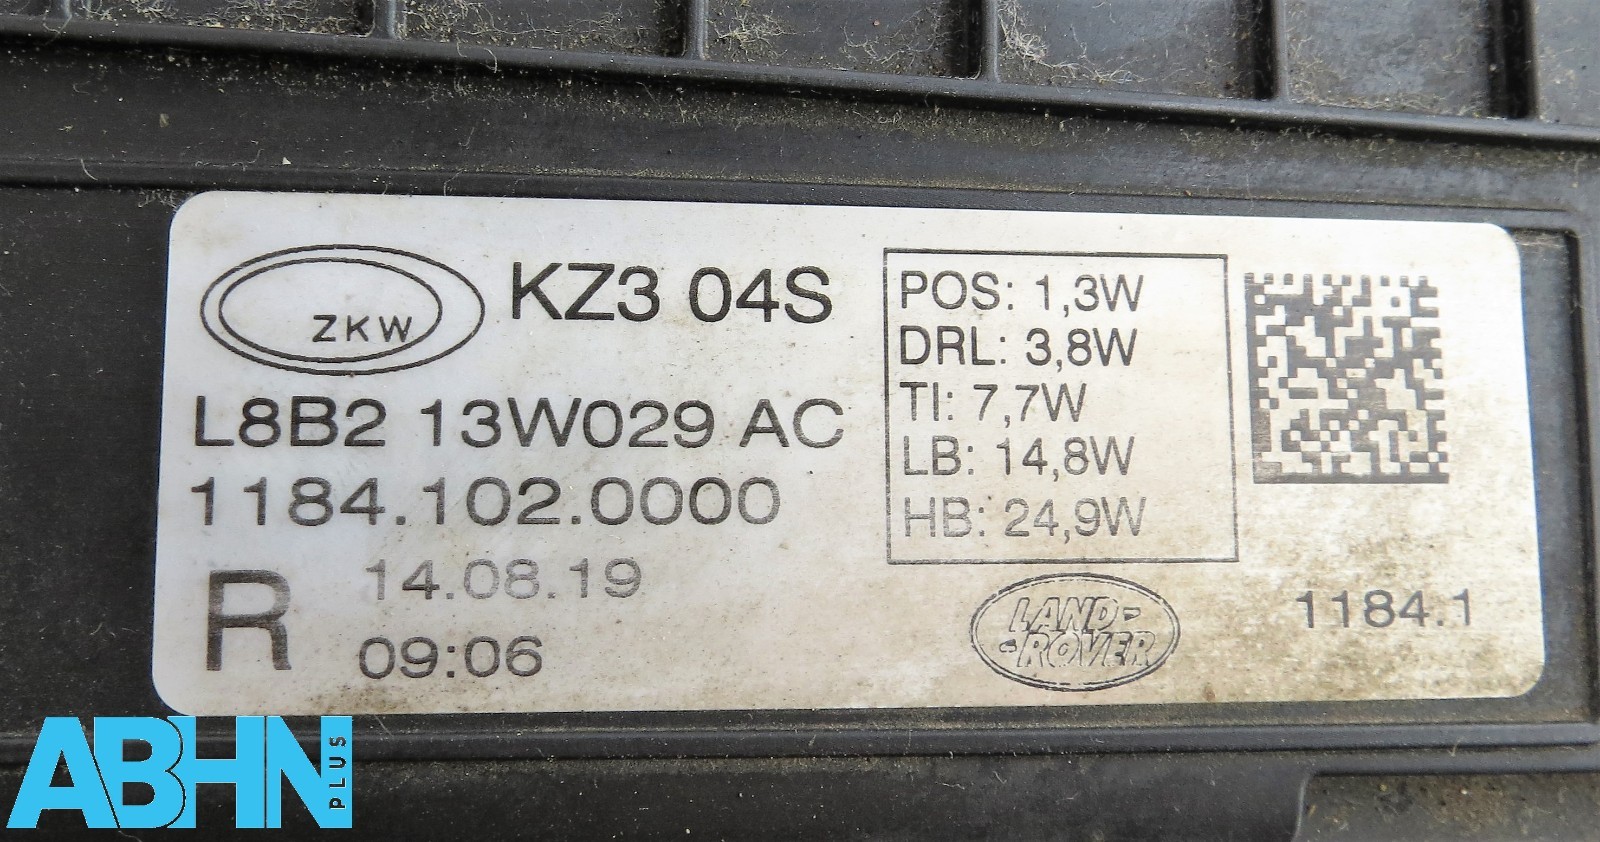 ZKW
KZ3 04S
L8B2 13W029 AC
1184.102.0000
R
14.08.19
09:06
POS: 1,3W
DRL: 3,8W
TI: 7,7W
LB: 14,8W
HB: 24,9W
LAND-
-ROVER
1184.1
ABHN
PLUS